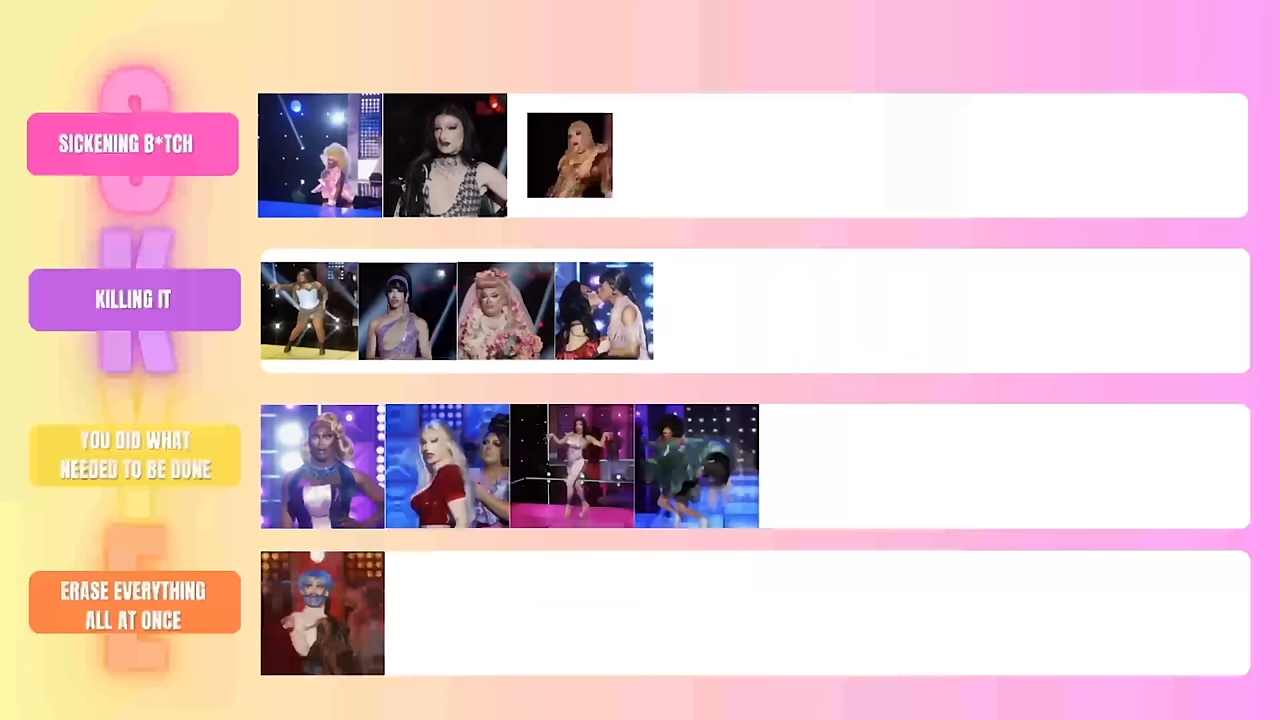 S
SICKENING B*TCH
K
KILLING IT
YOU DID WHAT
NEEDED TO BE DONE
E
ERASE EVERYTHING
ALL AT ONCE